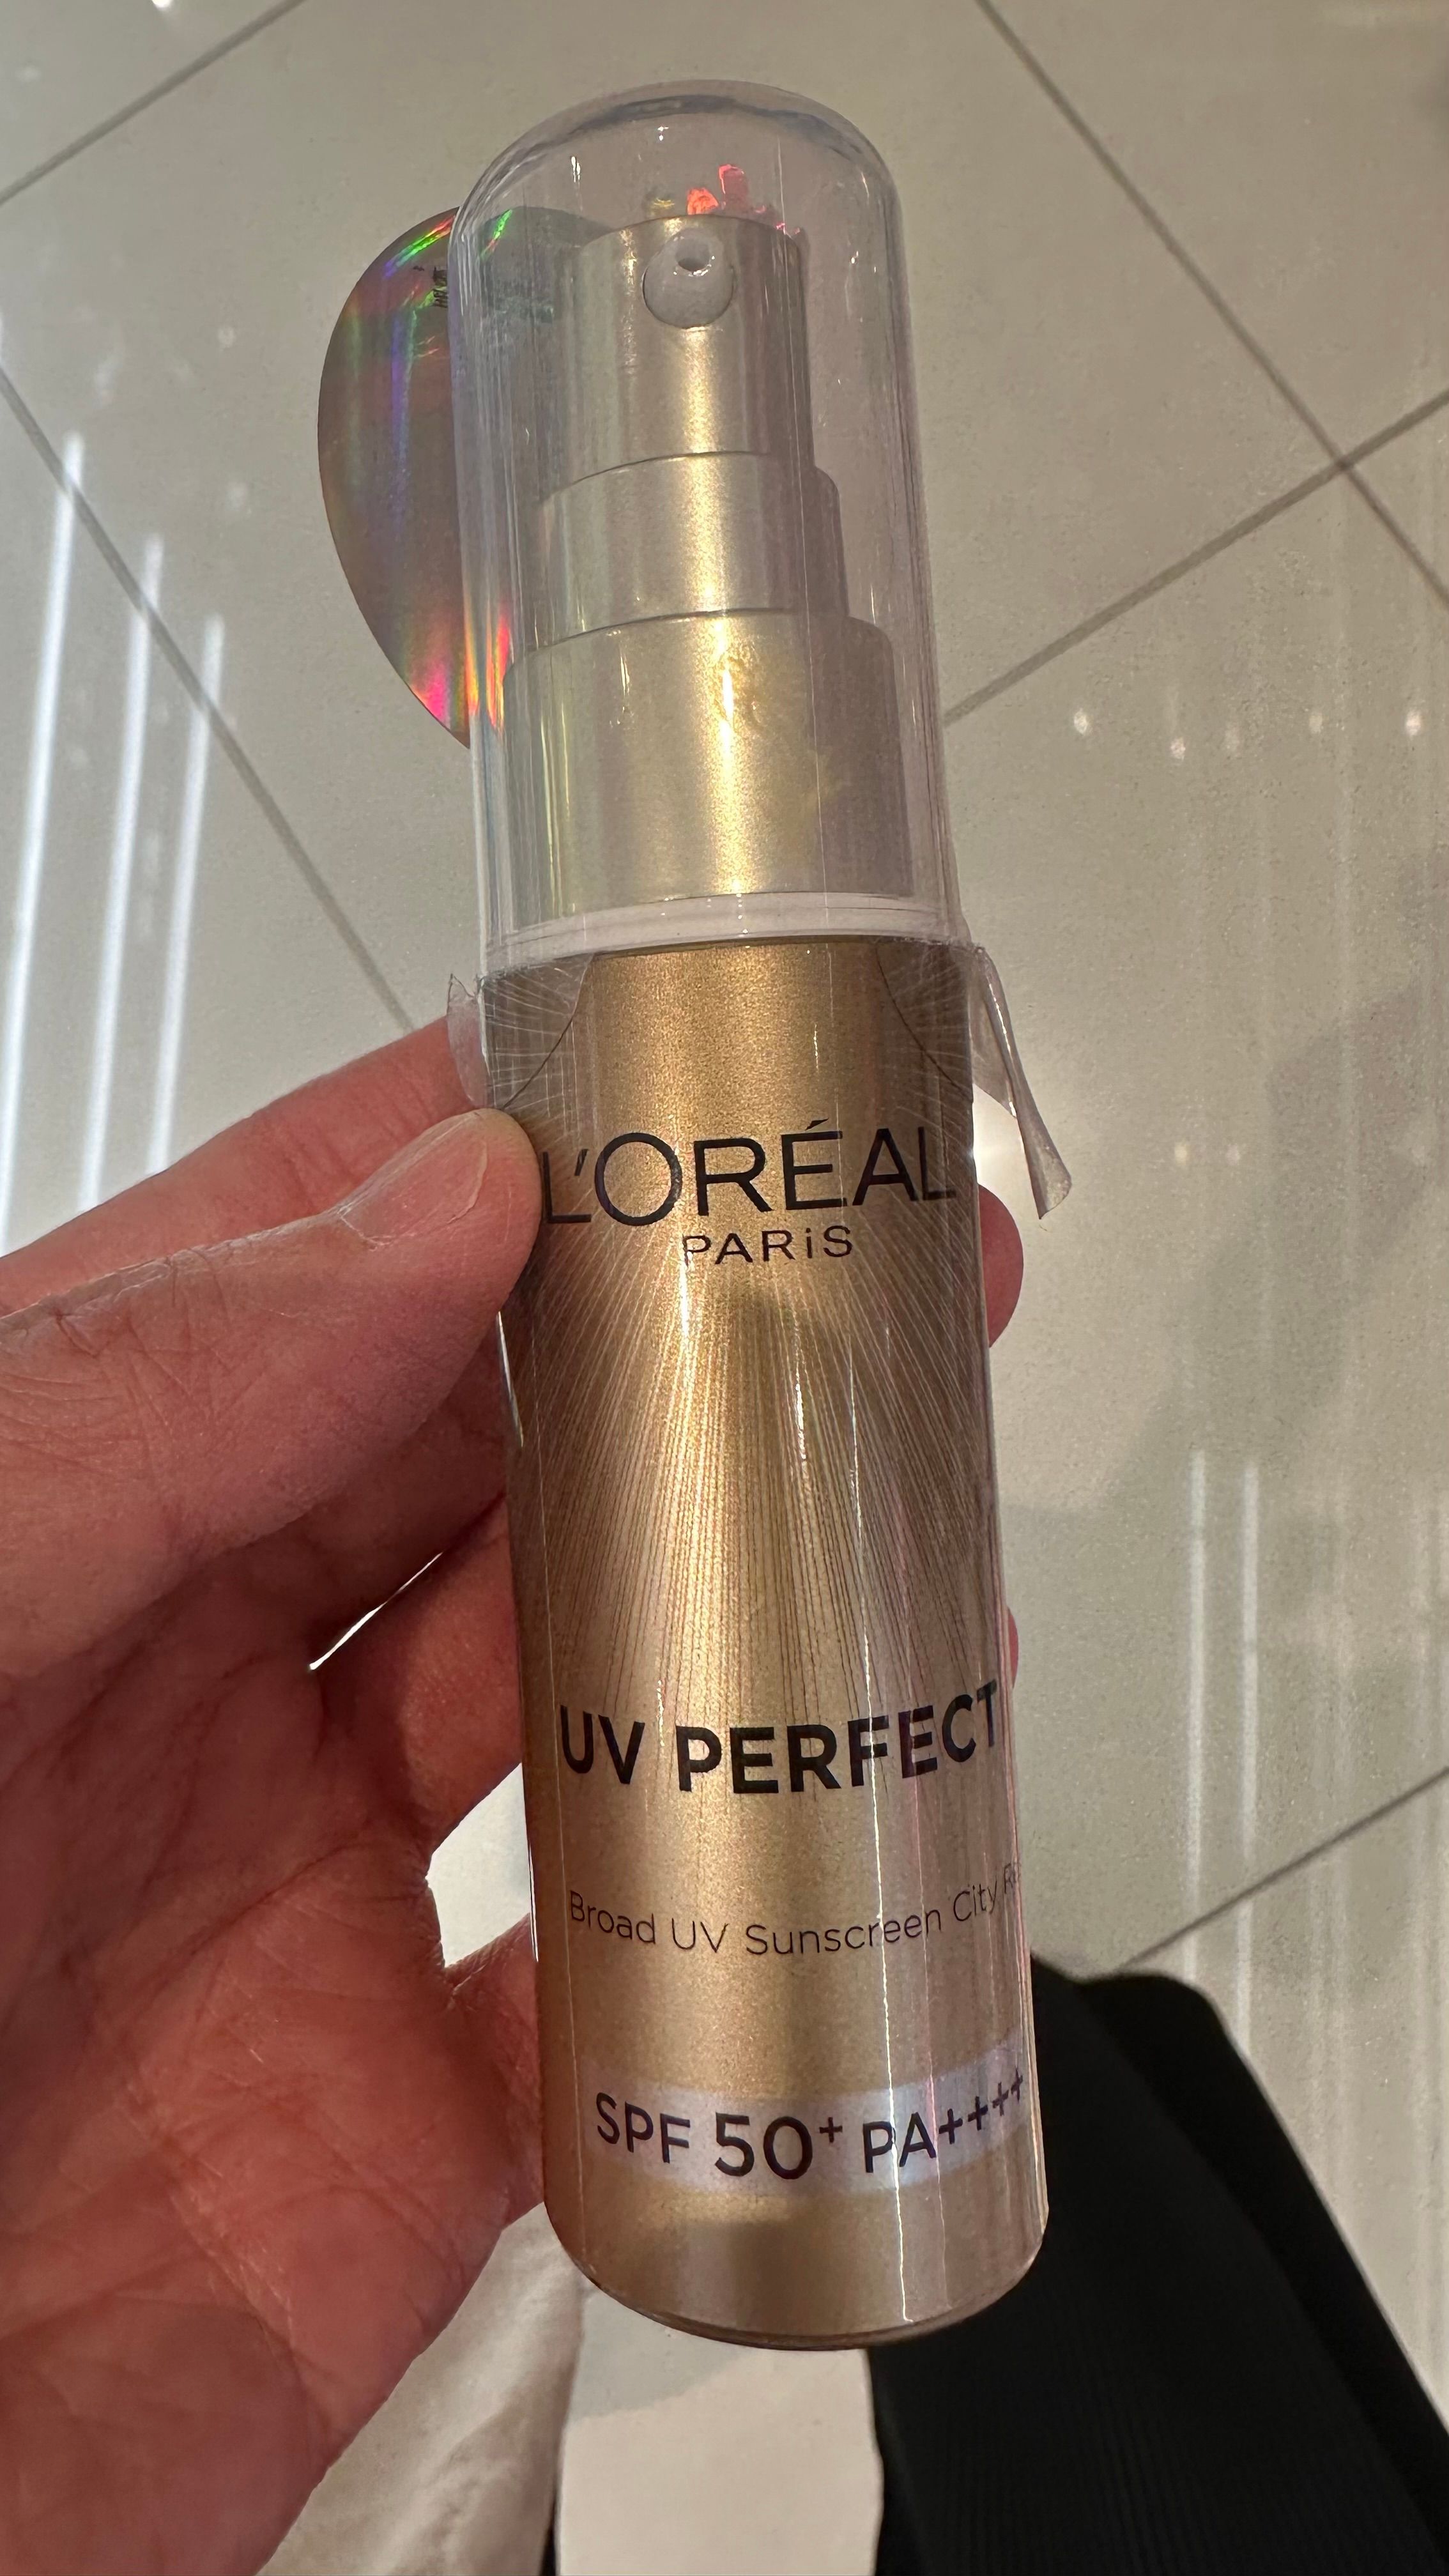 L'ORÉAL
PARiS
UV PERFECT
Broad UV Sunscreen City
SPF 50+ PA++++